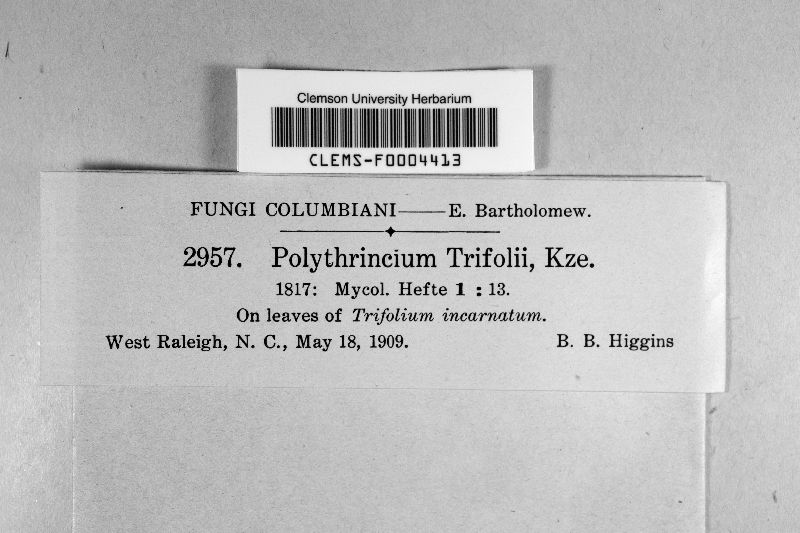 Clemson University Herbarium
CLEMS-F0004413
FUNGI COLUMBIANI——E. Bartholomew.
2957. Polythrincium Trifolii, Kze.
1817: Mycol. Hefte 1 : 13.
On leaves of Trifolium incarnatum.
West Raleigh, N. C., May 18, 1909. B. B. Higgins